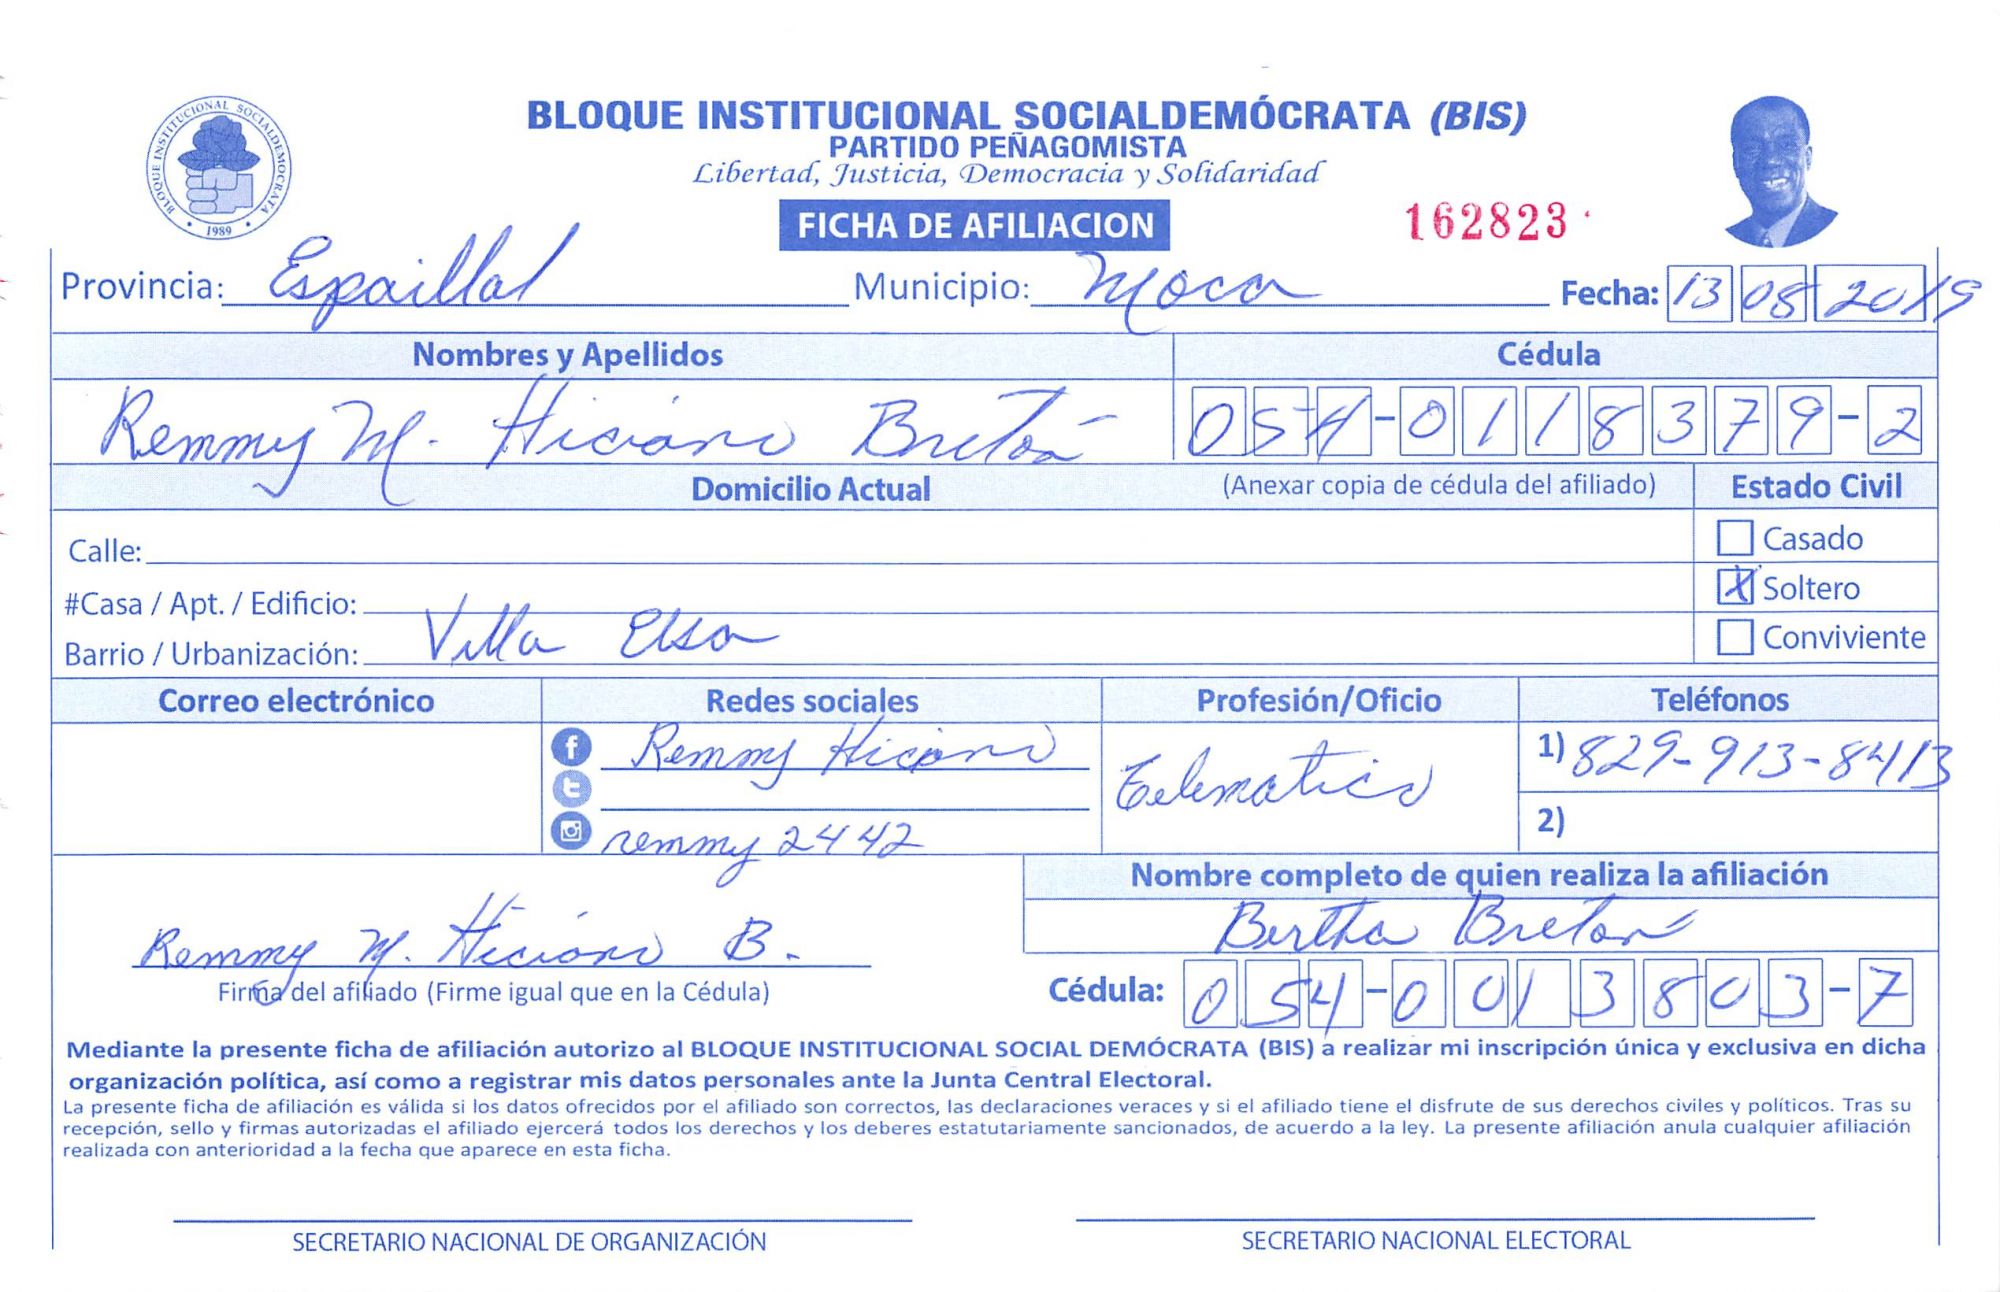 BLOQUE INSTITUCIONAL SOCIALDEMOCRATA
1989
BLOQUE INSTITUCIONAL SOCIALDEMÓCRATA (BIS)
PARTIDO PEÑAGOMISTA
Libertad, Justicia, Democracia y Solidaridad
FICHA DE AFILIACION
162823
Provincia: Espaillat Municipio: Moca Fecha: 13 08 2019
Nombres y Apellidos Cédula
Remmy M. Hiciano Bretón 054-0118379-2
Domicilio Actual (Anexar copia de cédula del afiliado) Estado Civil
Calle: Casado
#Casa / Apt. / Edificio: X Soltero
Barrio / Urbanización: Villa Elsa Conviviente
Correo electrónico Redes sociales Profesión/Oficio Teléfonos
f Remmy Hiciano Telematico 1) 829-913-8413
t
remmy2442 2)
Nombre completo de quien realiza la afiliación
Bertha Breton
Remmy M. Hiciano B.
Firma del afiliado (Firme igual que en la Cédula) Cédula: 054-0013803-7
Mediante la presente ficha de afiliación autorizo al BLOQUE INSTITUCIONAL SOCIAL DEMÓCRATA (BIS) a realizar mi inscripción única y exclusiva en dicha
organización política, así como a registrar mis datos personales ante la Junta Central Electoral.
La presente ficha de afiliación es válida si los datos ofrecidos por el afiliado son correctos, las declaraciones veraces y si el afiliado tiene el disfrute de sus derechos civiles y políticos. Tras su
recepción, sello y firmas autorizadas el afiliado ejercerá todos los derechos y los deberes estatutariamente sancionados, de acuerdo a la ley. La presente afiliación anula cualquier afiliación
realizada con anterioridad a la fecha que aparece en esta ficha.
SECRETARIO NACIONAL DE ORGANIZACIÓN SECRETARIO NACIONAL ELECTORAL